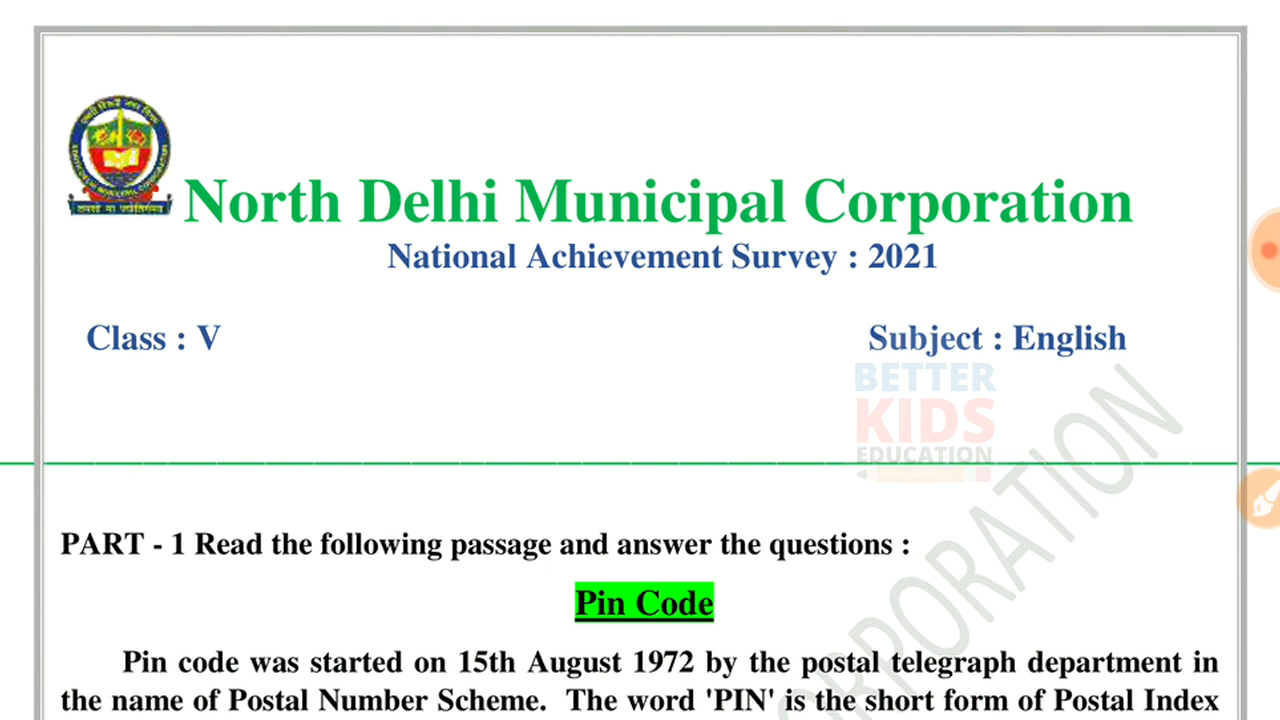 North Delhi Municipal Corporation
National Achievement Survey : 2021
Class : V
Subject : English
BETTER
KIDS
EDUCATION
CORPORATION
PART - 1 Read the following passage and answer the questions :
Pin Code
Pin code was started on 15th August 1972 by the postal telegraph department in
the name of Postal Number Scheme. The word 'PIN' is the short form of Postal Index